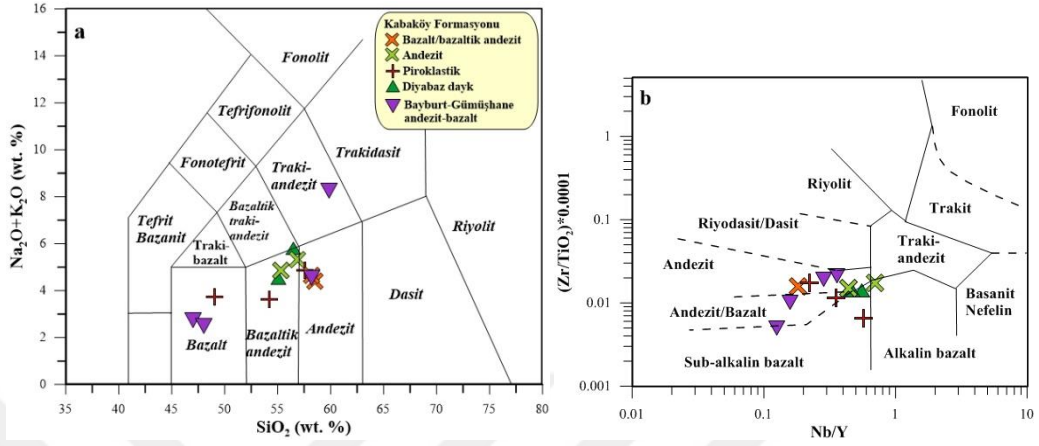 a
Na₂O+K₂O (wt. %)
16
14
12
10
8
6
4
2
0
35
40
45
50
55
60
65
70
75
80
SiO₂ (wt. %)
Kabaköy Formasyonu
Bazalt/bazaltik andezit
Andezit
Piroklastik
Diyabaz dayk
Bayburt-Gümüşhane
andezit-bazalt
Fonolit
Tefrifonolit
Fonotefrit
Tefrit
Bazanit
Traki-
bazalt
Bazaltik
traki-
andezit
Traki-
andezit
Trakidasit
Riyolit
Bazalt
Bazaltik
andezit
Andezit
Dasit
b
(Zr/TiO₂)*0.0001
1
0.1
0.01
0.001
0.01
0.1
1
10
Nb/Y
Fonolit
Riyolit
Trakit
Riyodasit/Dasit
Traki-
andezit
Andezit
Basanit
Nefelin
Andezit/Bazalt
Sub-alkalin bazalt
Alkalin bazalt